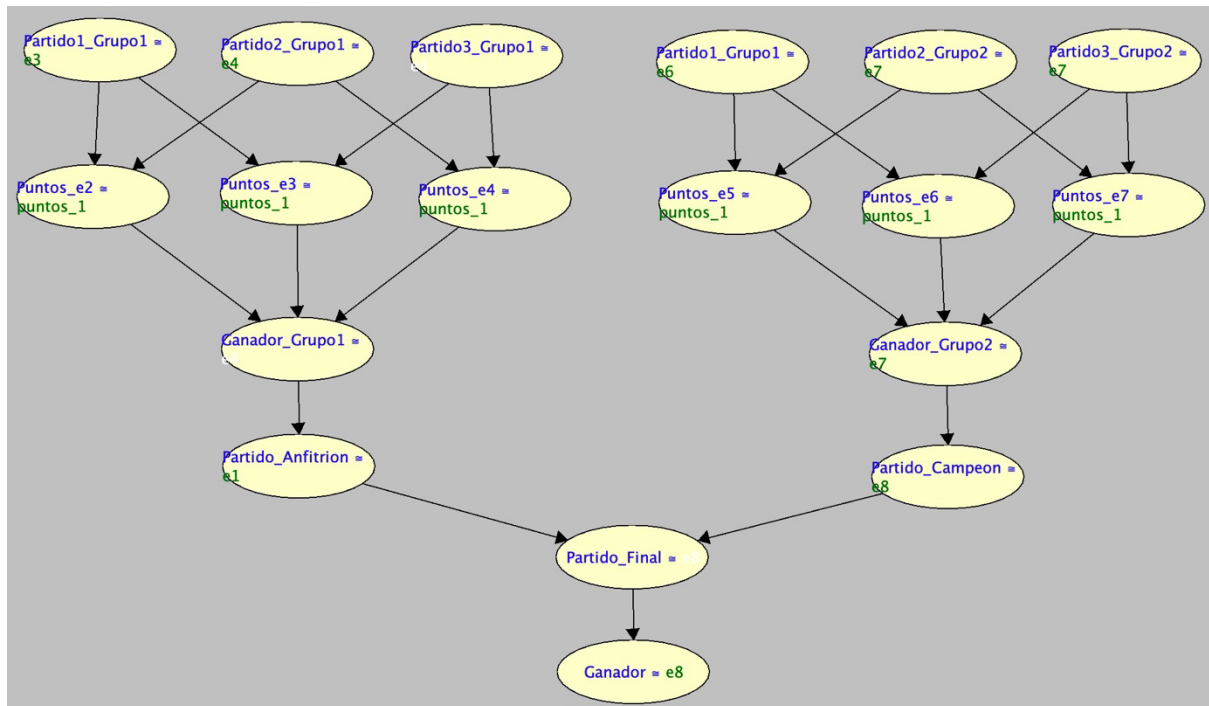 Partido1_Grupo1 ≃
e3
Partido2_Grupo1 ≃
e4
Partido3_Grupo1 ≃
Partido1_Grupo1 ≃
e6
Partido2_Grupo2 ≃
e7
Partido3_Grupo2 ≃
e7
Puntos_e2 ≃
puntos_1
Puntos_e3 ≃
puntos_1
Puntos_e4 ≃
puntos_1
Puntos_e5 ≃
puntos_1
Puntos_e6 ≃
puntos_1
Puntos_e7 ≃
puntos_1
Ganador_Grupo1 ≃
Ganador_Grupo2 ≃
e7
Partido_Anfitrion ≃
e1
Partido_Campeon ≃
e8
Partido_Final ≃
Ganador ≃ e8